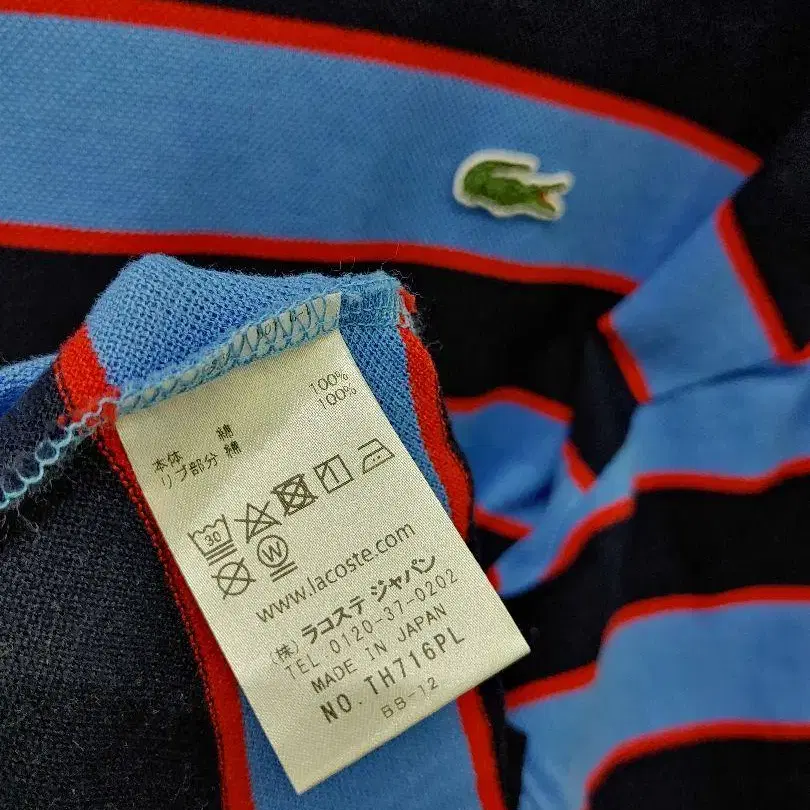 本体 綿 100%
リブ部分 綿 100%
30
W
www.lacoste.com
(株) ラコステ ジャパン
TEL 0120-37-0202
MADE IN JAPAN
NO. TH716PL
BB-12